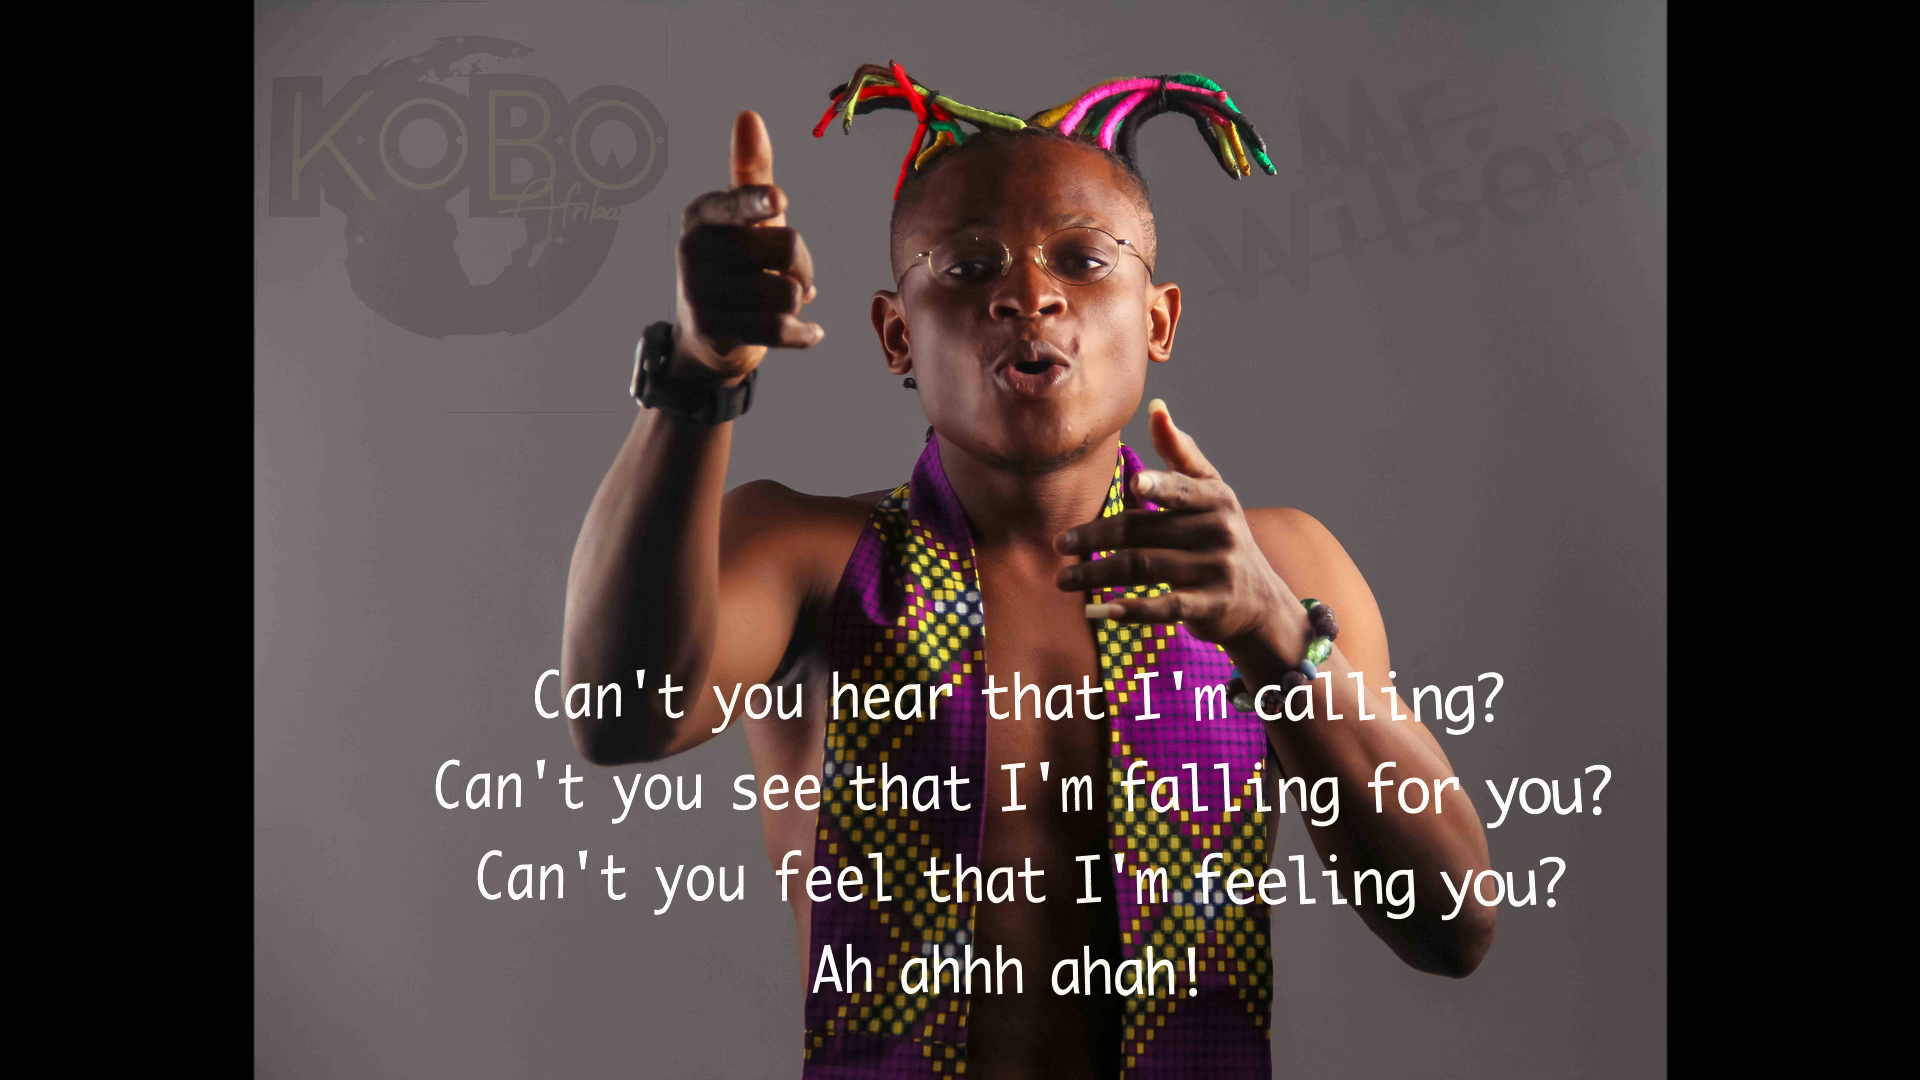 KOBO
Afrika
Mr.
Wilson
Can't you hear that I'm calling?
Can't you see that I'm falling for you?
Can't you feel that I'm feeling you?
Ah ahhh ahah!